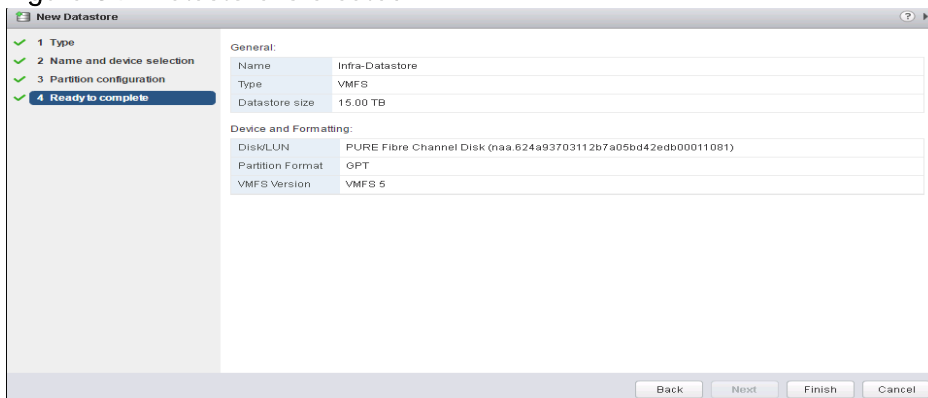 New Datastore
?
1 Type
2 Name and device selection
3 Partition configuration
4 Ready to complete
General:
Name Infra-Datastore
Type VMFS
Datastore size 15.00 TB
Device and Formatting:
Disk/LUN PURE Fibre Channel Disk (naa.624a93703112b7a05bd42edb00011081)
Partition Format GPT
VMFS Version VMFS 5
Back Next Finish Cancel